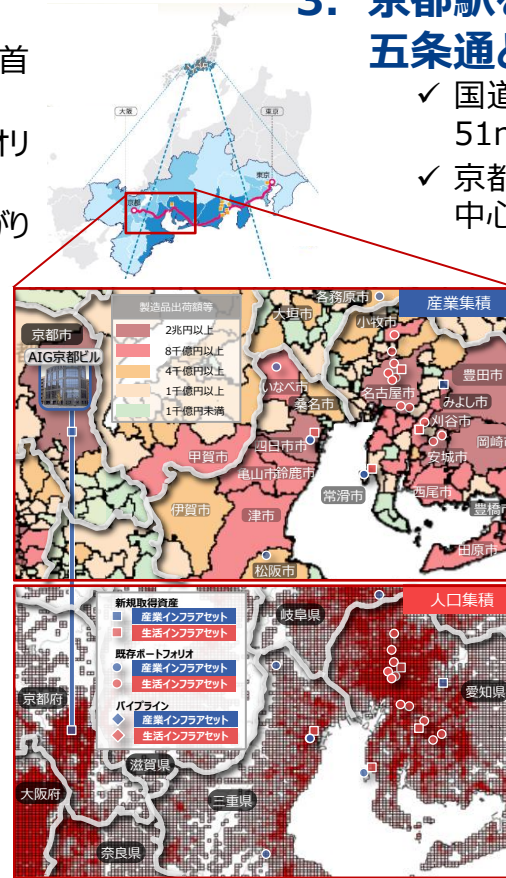 首
オリ
がり
3. 京都駅を
五条通と
✓ 国道
51m
✓ 京都
中心
大阪
東京
京都
東京
産業集積
製造品出荷額等
2兆円以上
8千億円以上
4千億円以上
1千億円以上
1千億円未満
京都市
AIG京都ビル
各務原市
大垣市
小牧市
いなべ市
桑名市
名古屋市
豊田市
みよし市
刈谷市
四日市市
安城市
岡崎市
甲賀市
亀山市
鈴鹿市
常滑市
西尾市
伊賀市
津市
豊橋
田原市
松阪市
人口集積
新規取得資産
産業インフラアセット
生活インフラアセット
既存ポートフォリオ
産業インフラアセット
生活インフラアセット
パイプライン
産業インフラアセット
生活インフラアセット
岐阜県
愛知県
京都府
滋賀県
大阪府
三重県
奈良県